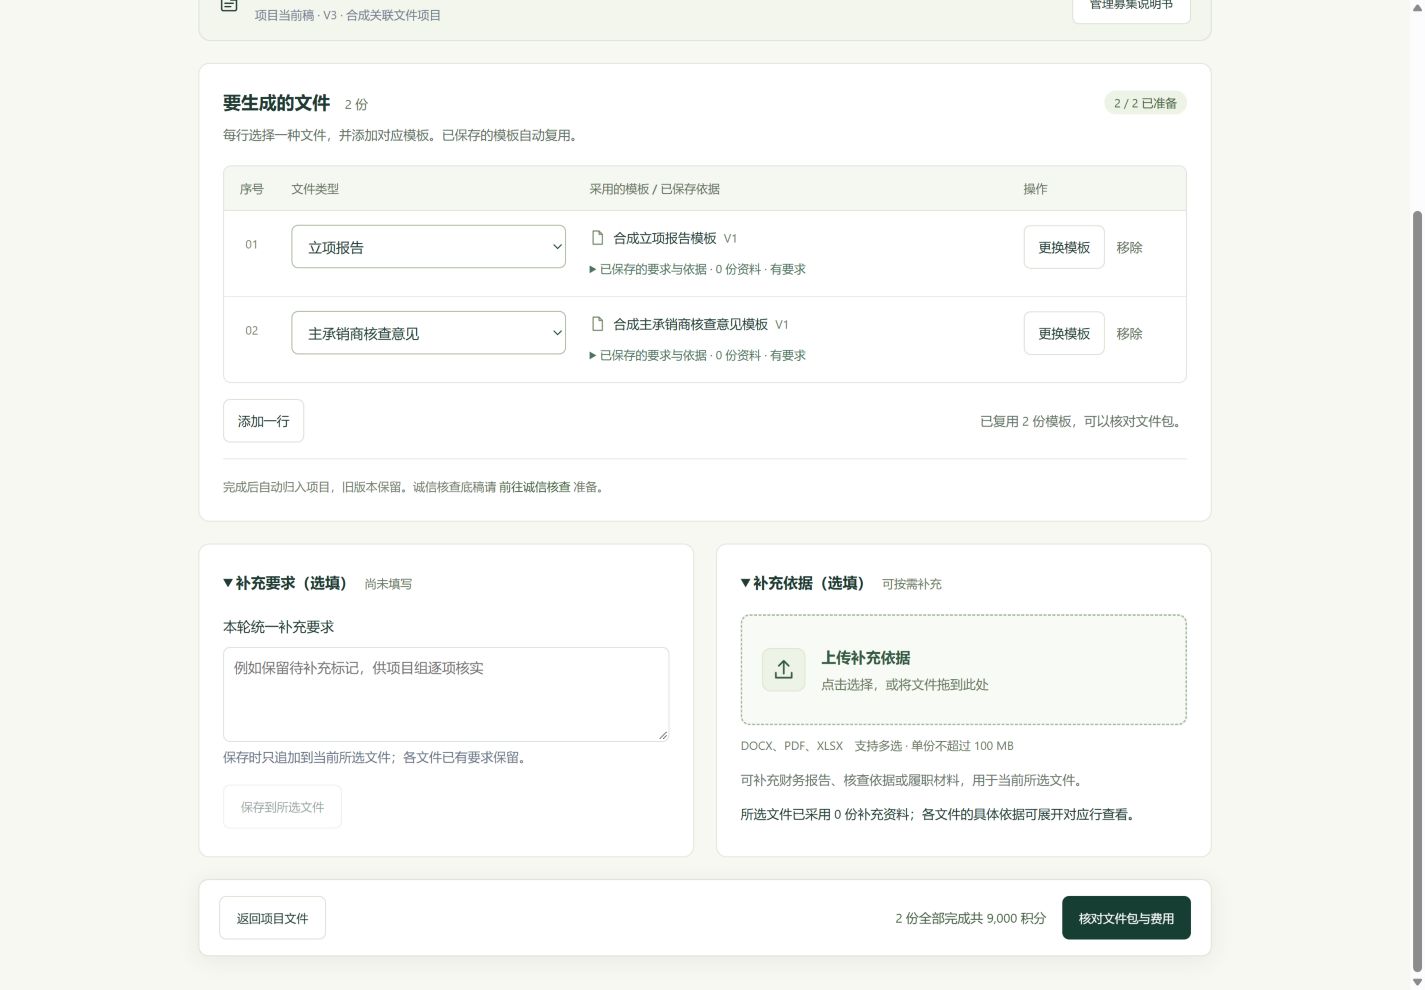 项目当前稿 · V3 · 合成关联文件项目
管理募集说明书
要生成的文件 2 份
2 / 2 已准备
每行选择一种文件，并添加对应模板。已保存的模板自动复用。
序号 文件类型 采用的模板 / 已保存依据 操作
01 立项报告 合成立项报告模板 V1 更换模板 移除
▶ 已保存的要求与依据 · 0 份资料 · 有要求
02 主承销商核查意见 合成主承销商核查意见模板 V1 更换模板 移除
▶ 已保存的要求与依据 · 0 份资料 · 有要求
添加一行 已复用 2 份模板，可以核对文件包。
完成后自动归入项目，旧版本保留。诚信核查底稿请 前往诚信核查 准备。
▼补充要求（选填） 尚未填写
本轮统一补充要求
例如保留待补充标记，供项目组逐项核实
保存时只追加到当前所选文件；各文件已有要求保留。
保存到所选文件
▼补充依据（选填） 可按需补充
上传补充依据
点击选择，或将文件拖到此处
DOCX、PDF、XLSX 支持多选 · 单份不超过 100 MB
可补充财务报告、核查依据或履职材料，用于当前所选文件。
所选文件已采用 0 份补充资料；各文件的具体依据可展开对应行查看。
返回项目文件 2 份全部完成共 9,000 积分 核对文件包与费用